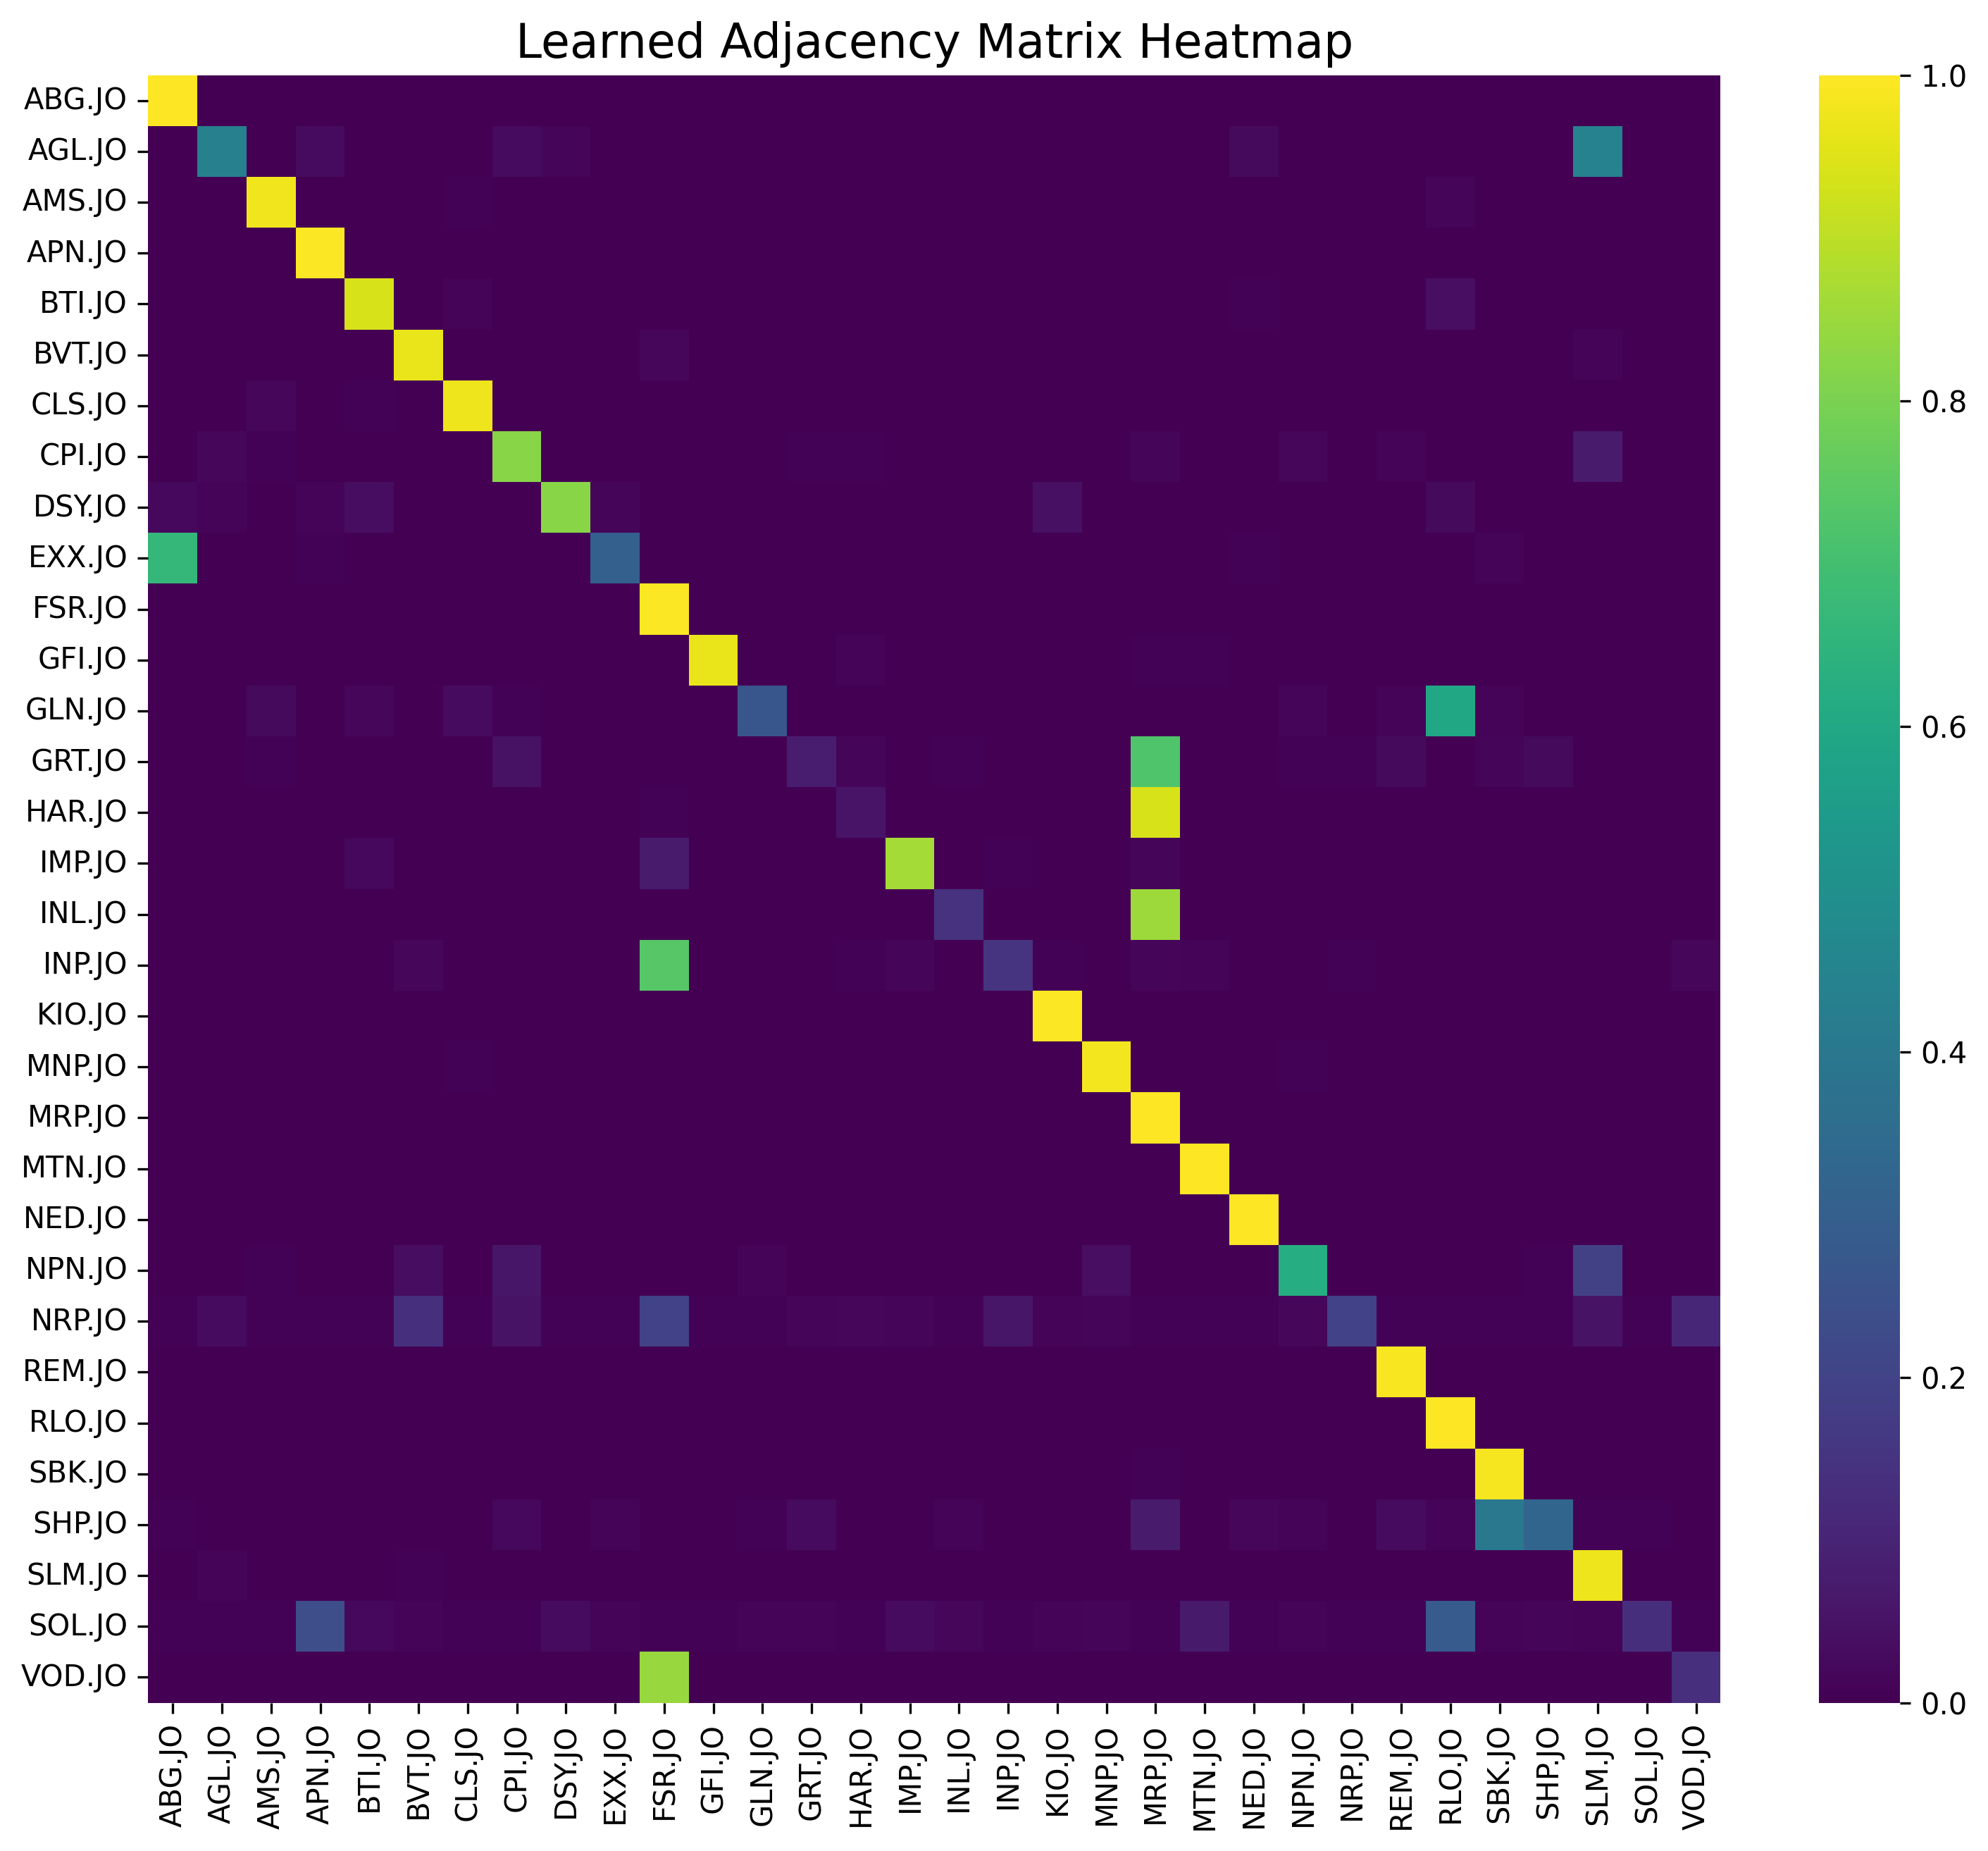 Learned Adjacency Matrix Heatmap
ABG.JO
AGL.JO
AMS.JO
APN.JO
BTI.JO
BVT.JO
CLS.JO
CPI.JO
DSY.JO
EXX.JO
FSR.JO
GFI.JO
GLN.JO
GRT.JO
HAR.JO
IMP.JO
INL.JO
INP.JO
KIO.JO
MNP.JO
MRP.JO
MTN.JO
NED.JO
NPN.JO
NRP.JO
REM.JO
RLO.JO
SBK.JO
SHP.JO
SLM.JO
SOL.JO
VOD.JO
ABG.JO
AGL.JO
AMS.JO
APN.JO
BTI.JO
BVT.JO
CLS.JO
CPI.JO
DSY.JO
EXX.JO
FSR.JO
GFI.JO
GLN.JO
GRT.JO
HAR.JO
IMP.JO
INL.JO
INP.JO
KIO.JO
MNP.JO
MRP.JO
MTN.JO
NED.JO
NPN.JO
NRP.JO
REM.JO
RLO.JO
SBK.JO
SHP.JO
SLM.JO
SOL.JO
VOD.JO
1.0
0.8
0.6
0.4
0.2
0.0